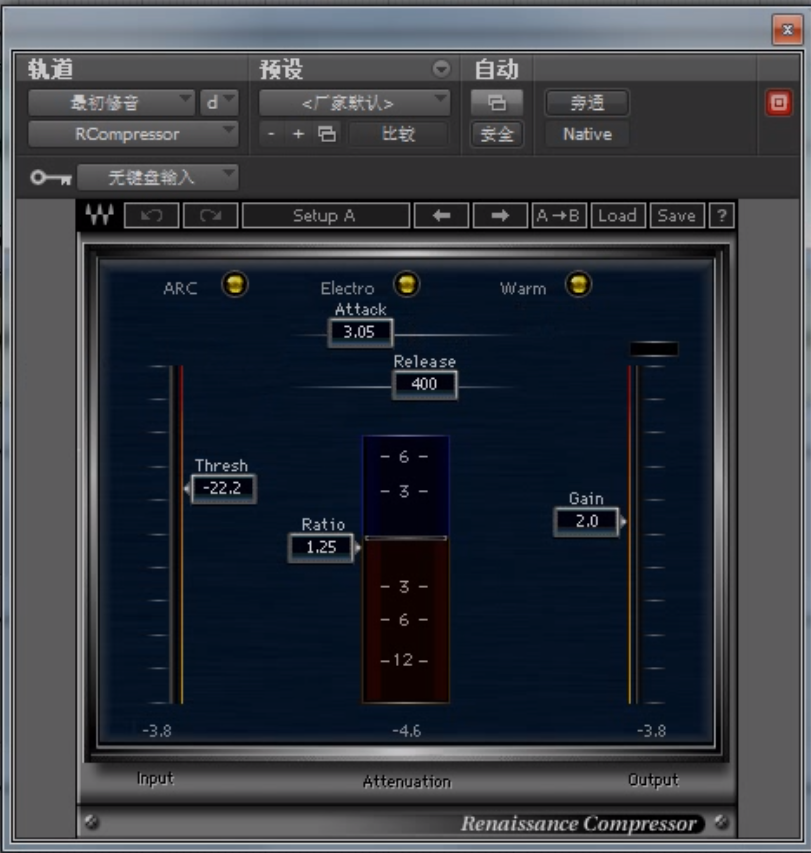 轨道 预设 自动
最初修音 d <厂家默认> 旁通
RCompressor - + 比较 安全 Native
无键盘输入
Setup A A→B Load Save ?
ARC Electro Warm
Attack
3.05
Release
400
- 6 -
Thresh
-22.2
- 3 -
Gain
2.0
Ratio
1.25
- 3 -
- 6 -
-12 -
-3.8 -4.6 -3.8
Input Attenuation Output
Renaissance Compressor